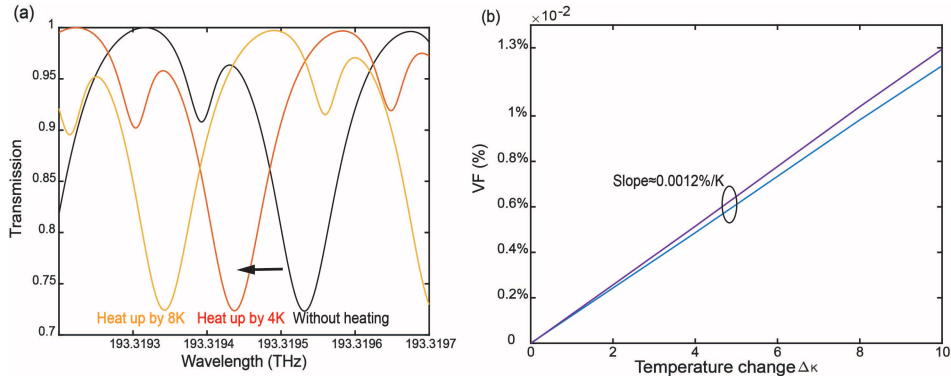 (a)
1
0.95
0.9
0.85
0.8
0.75
0.7
Transmission
Heat up by 8K Heat up by 4K Without heating
193.3193 193.3194 193.3195 193.3196 193.3197
Wavelength (THz)
(b)
×10⁻²
1.3%
1%
0.8%
0.6%
0.4%
0.2%
0
VF (%)
Slope≈0.0012%/K
0 2 4 6 8 10
Temperature change Δκ